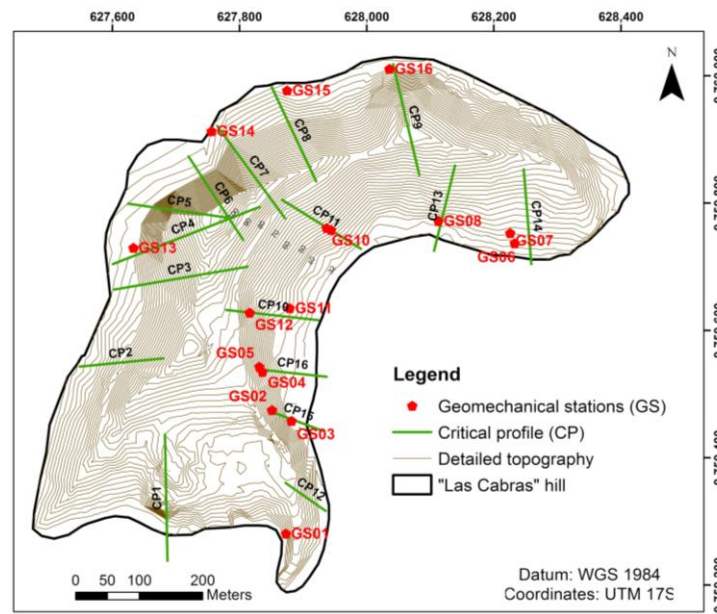 627,600 627,800 628,000 628,200 628,400
N
GS16
GS15
GS14
CP9
CP8
CP7
CP6
CP5
CP4
CP11
GS10
CP13
GS08
CP14
GS07
GS06
GS13
CP3
CP10
GS11
GS12
CP2
GS05
CP16
GS04
GS02
CP15
GS03
CP1
CP12
GS01
Legend
Geomechanical stations (GS)
Critical profile (CP)
Detailed topography
"Las Cabras" hill
0 50 100 200
Meters
Datum: WGS 1984
Coordinates: UTM 17S